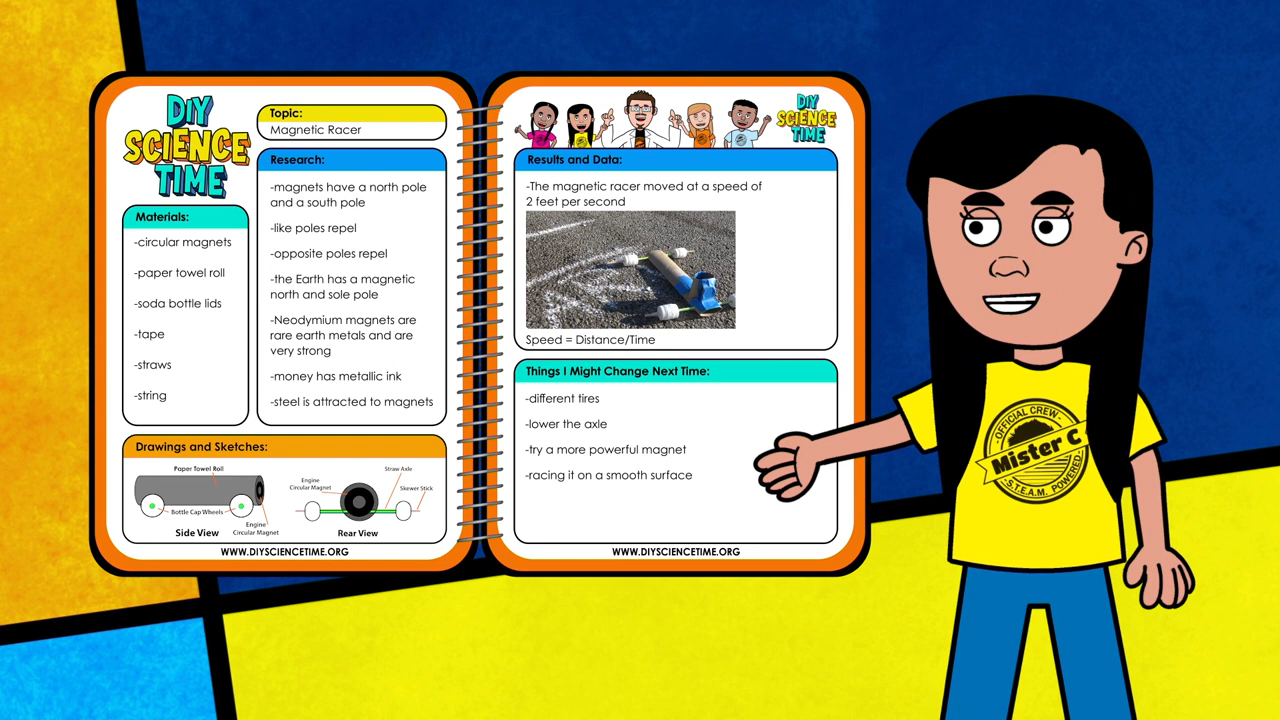 DIY
SCIENCE
TIME
Topic:
Magnetic Racer
Materials:
-circular magnets
-paper towel roll
-soda bottle lids
-tape
-straws
-string
Research:
-magnets have a north pole
and a south pole
-like poles repel
-opposite poles repel
-the Earth has a magnetic
north and sole pole
-Neodymium magnets are
rare earth metals and are
very strong
-money has metallic ink
-steel is attracted to magnets
Drawings and Sketches:
Paper Towel Roll
Bottle Cap Wheels
Engine
Circular Magnet
Side View
Straw Axle
Engine
Circular Magnet
Skewer Stick
Rear View
WWW.DIYSCIENCETIME.ORG
DIY
SCIENCE
TIME
Results and Data:
-The magnetic racer moved at a speed of
2 feet per second
Speed = Distance/Time
Things I Might Change Next Time:
-different tires
-lower the axle
-try a more powerful magnet
-racing it on a smooth surface
WWW.DIYSCIENCETIME.ORG
-OFFICIAL CREW-
Mister C
-S.T.E.A.M. POWERED-